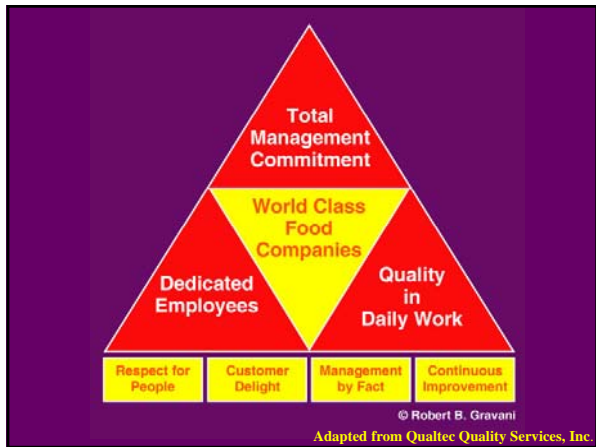 Total
Management
Commitment
World Class
Food
Companies
Dedicated
Employees
Quality
in
Daily Work
Respect for
People
Customer
Delight
Management
by Fact
Continuous
Improvement
© Robert B. Gravani
Adapted from Qualtec Quality Services, Inc.